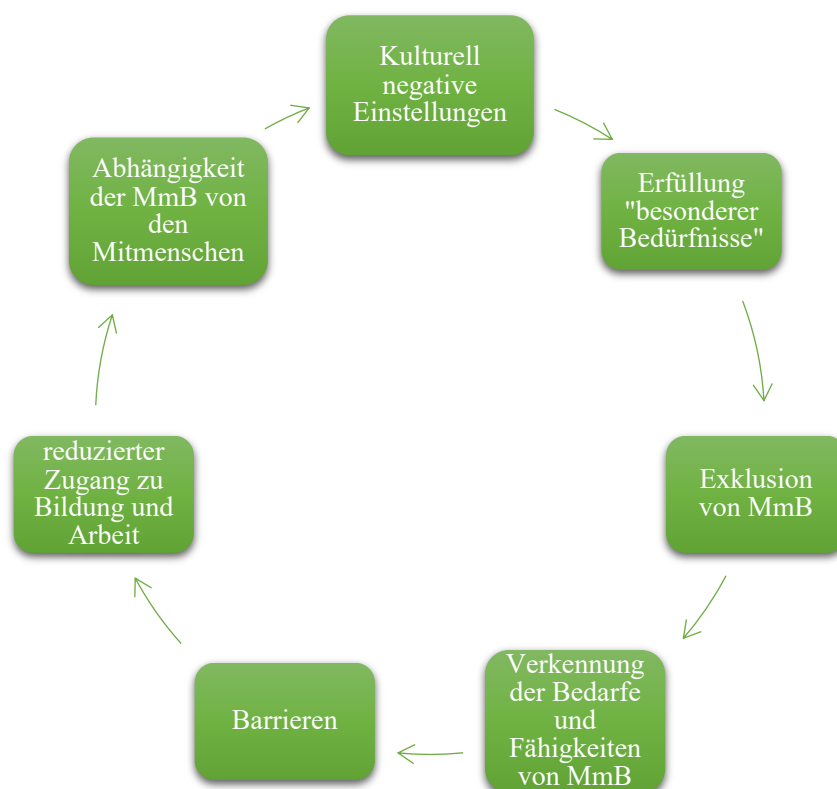 Kulturell
negative
Einstellungen
Erfüllung
"besonderer
Bedürfnisse"
Exklusion
von MmB
Verkennung
der Bedarfe
und
Fähigkeiten
von MmB
Barrieren
reduzierter
Zugang zu
Bildung und
Arbeit
Abhängigkeit
der MmB von
den
Mitmenschen